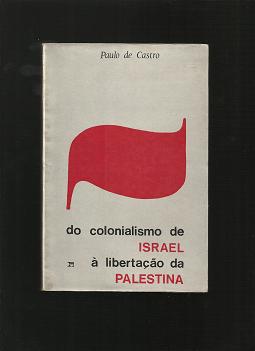 Paulo de Castro
do colonialismo de
ISRAEL
à libertação da
PALESTINA